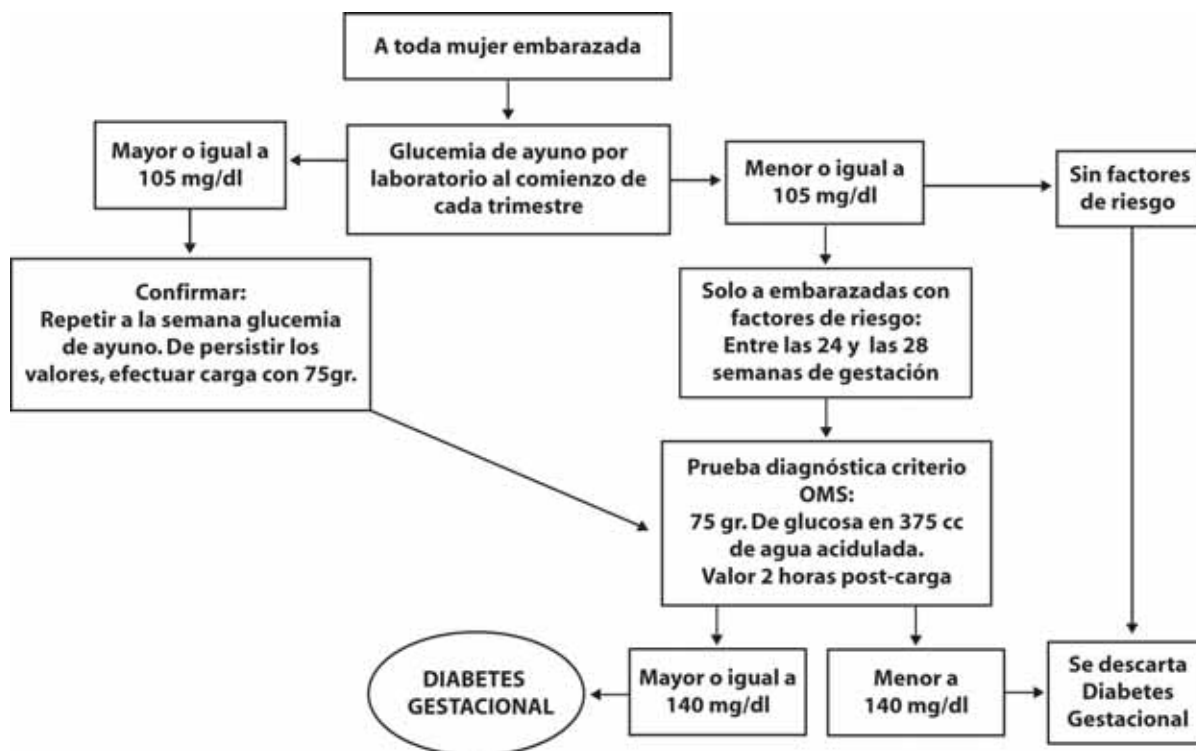 A toda mujer embarazada
Mayor o igual a
105 mg/dl
Glucemia de ayuno por
laboratorio al comienzo de
cada trimestre
Menor o igual a
105 mg/dl
Sin factores
de riesgo
Confirmar:
Repetir a la semana glucemia
de ayuno. De persistir los
valores, efectuar carga con 75gr.
Solo a embarazadas con
factores de riesgo:
Entre las 24 y las 28
semanas de gestación
Prueba diagnóstica criterio
OMS:
75 gr. De glucosa en 375 cc
de agua acidulada.
Valor 2 horas post-carga
DIABETES
GESTACIONAL
Mayor o igual a
140 mg/dl
Menor a
140 mg/dl
Se descarta
Diabetes
Gestacional